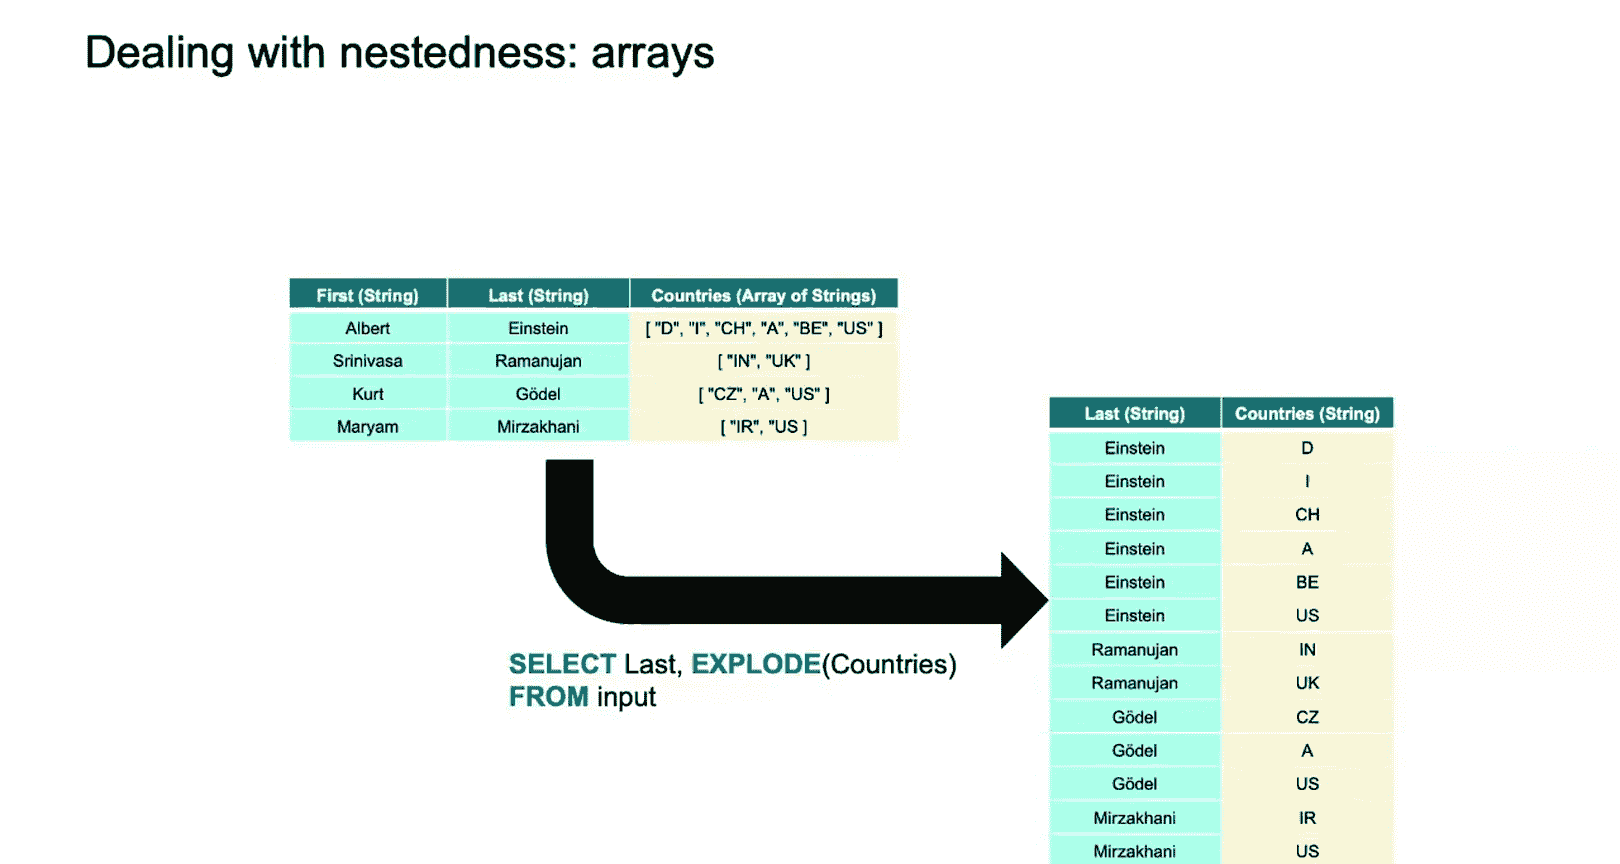 Dealing with nestedness: arrays
First (String) Last (String) Countries (Array of Strings)
Albert Einstein [ "D", "I", "CH", "A", "BE", "US" ]
Srinivasa Ramanujan [ "IN", "UK" ]
Kurt Gödel [ "CZ", "A", "US" ]
Maryam Mirzakhani [ "IR", "US ]
SELECT Last, EXPLODE(Countries)
FROM input
Last (String) Countries (String)
Einstein D
Einstein I
Einstein CH
Einstein A
Einstein BE
Einstein US
Ramanujan IN
Ramanujan UK
Gödel CZ
Gödel A
Gödel US
Mirzakhani IR
Mirzakhani US